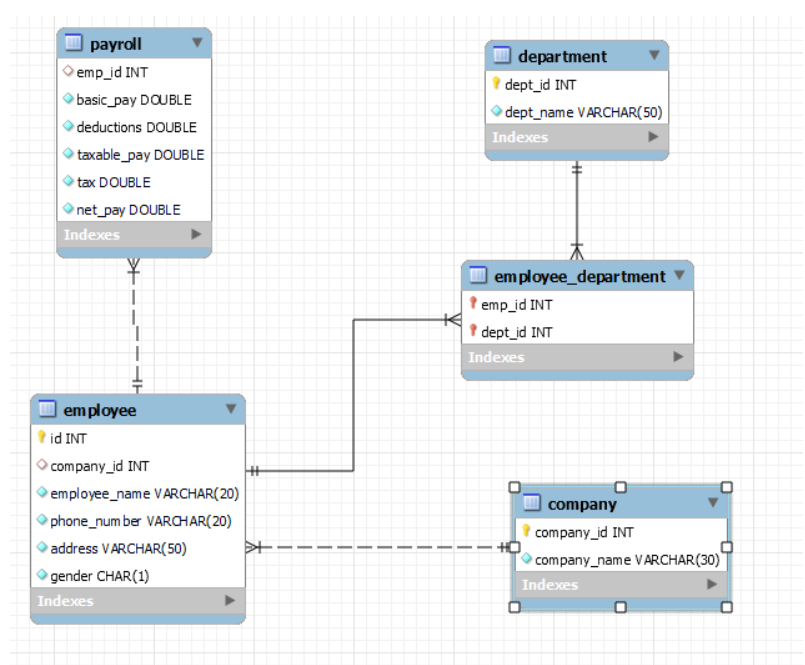 payroll
emp_id INT
basic_pay DOUBLE
deductions DOUBLE
taxable_pay DOUBLE
tax DOUBLE
net_pay DOUBLE
Indexes
department
dept_id INT
dept_name VARCHAR(50)
Indexes
employee_department
emp_id INT
dept_id INT
Indexes
employee
id INT
company_id INT
employee_name VARCHAR(20)
phone_number VARCHAR(20)
address VARCHAR(50)
gender CHAR(1)
Indexes
company
company_id INT
company_name VARCHAR(30)
Indexes